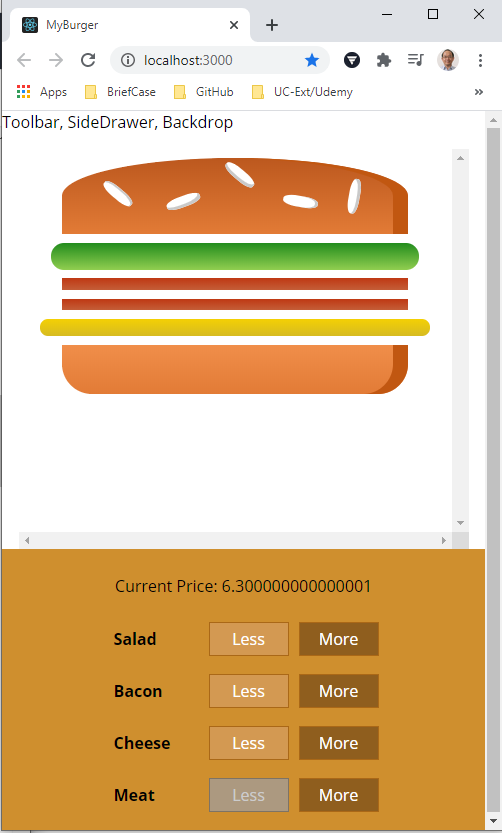 MyBurger
localhost:3000
Apps BriefCase GitHub UC-Ext/Udemy »
Toolbar, SideDrawer, Backdrop
Current Price: 6.300000000000001
Salad Less More
Bacon Less More
Cheese Less More
Meat Less More